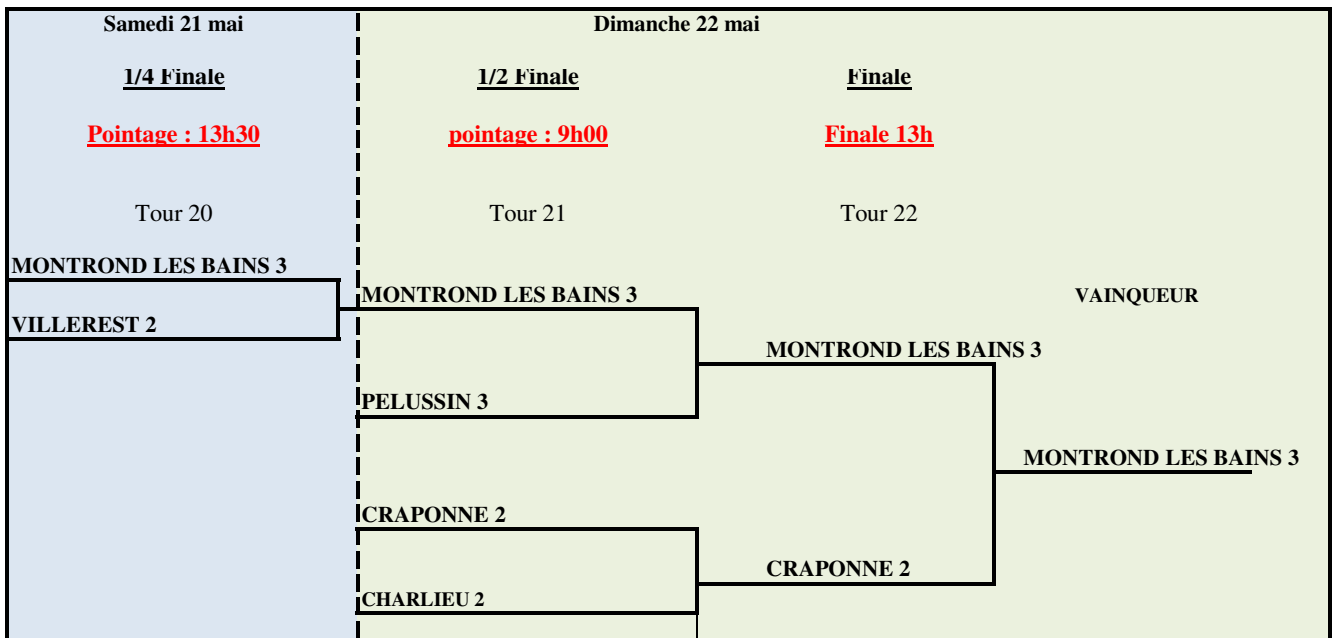 Samedi 21 mai
Dimanche 22 mai
1/4 Finale
1/2 Finale
Finale
Pointage : 13h30
pointage : 9h00
Finale 13h
Tour 20
Tour 21
Tour 22
MONTROND LES BAINS 3
MONTROND LES BAINS 3
VAINQUEUR
VILLEREST 2
MONTROND LES BAINS 3
PELUSSIN 3
MONTROND LES BAINS 3
CRAPONNE 2
CRAPONNE 2
CHARLIEU 2